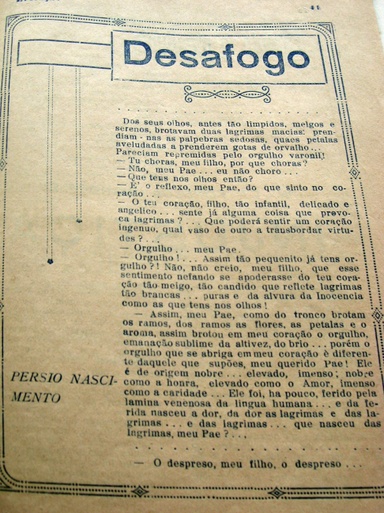 41
Desafogo
Dos seus olhos, antes tão limpidos, meigos e
serenos, brotavam duas lagrimas macias: pren-
diam-nas as palpebras sedosas, quaes petalas
aveludadas a prenderem gotas de orvalho...
Pareciam reprimidas pelo orgulho varonil!
— Tu choras, meu filho, por que choras?
— Não, meu Pae... eu não choro...
— Que tens nos olhos então?
— E' o reflexo, meu Pae, do que sinto no co-
ração...
— O teu coração, filho, tão infantil, delicado e
angelico... sente já alguma coisa que prevo-
ca lagrimas?... Que poderá sentir um coração
ingenuo, qual vaso de ouro a transbordar virtu-
des?...
— Orgulho... meu Pae.
— Orgulho!... Assim tão pequenito já tens or-
gulho?! Não, não creio, meu filho, que esse
sentimento nefando se apoderasse do teu cora-
ção tão meigo, tão candido que reflete lagrimas
tão brancas... puras e da alvura da Inocencia
como as que tens nos olhos!
— Assim, meu Pae, como do tronco brotam
os ramos, dos ramos as flores, as petalas e o
aroma, assim brotou em meu coração o orgulho,
emanação sublime da altivez, do brio... porém o
orgulho que se abriga em meu coração é diferen-
te daquele que supões, meu querido Pae! Ele
é de origem nobre... elevado, imenso; nobre
como a honra, elevado como o Amor, imenso
como a caridade... Ele foi, ha pouco, ferido pela
lamina venenosa da lingua humana... e da fe-
rida nasceu a dor, da dor as lagrimas e das la-
grimas... e das lagrimas... que nasceu das
lagrimas, meu Pae?...
PERSIO NASCI-
MENTO
— O despreso, meu filho, o despreso...